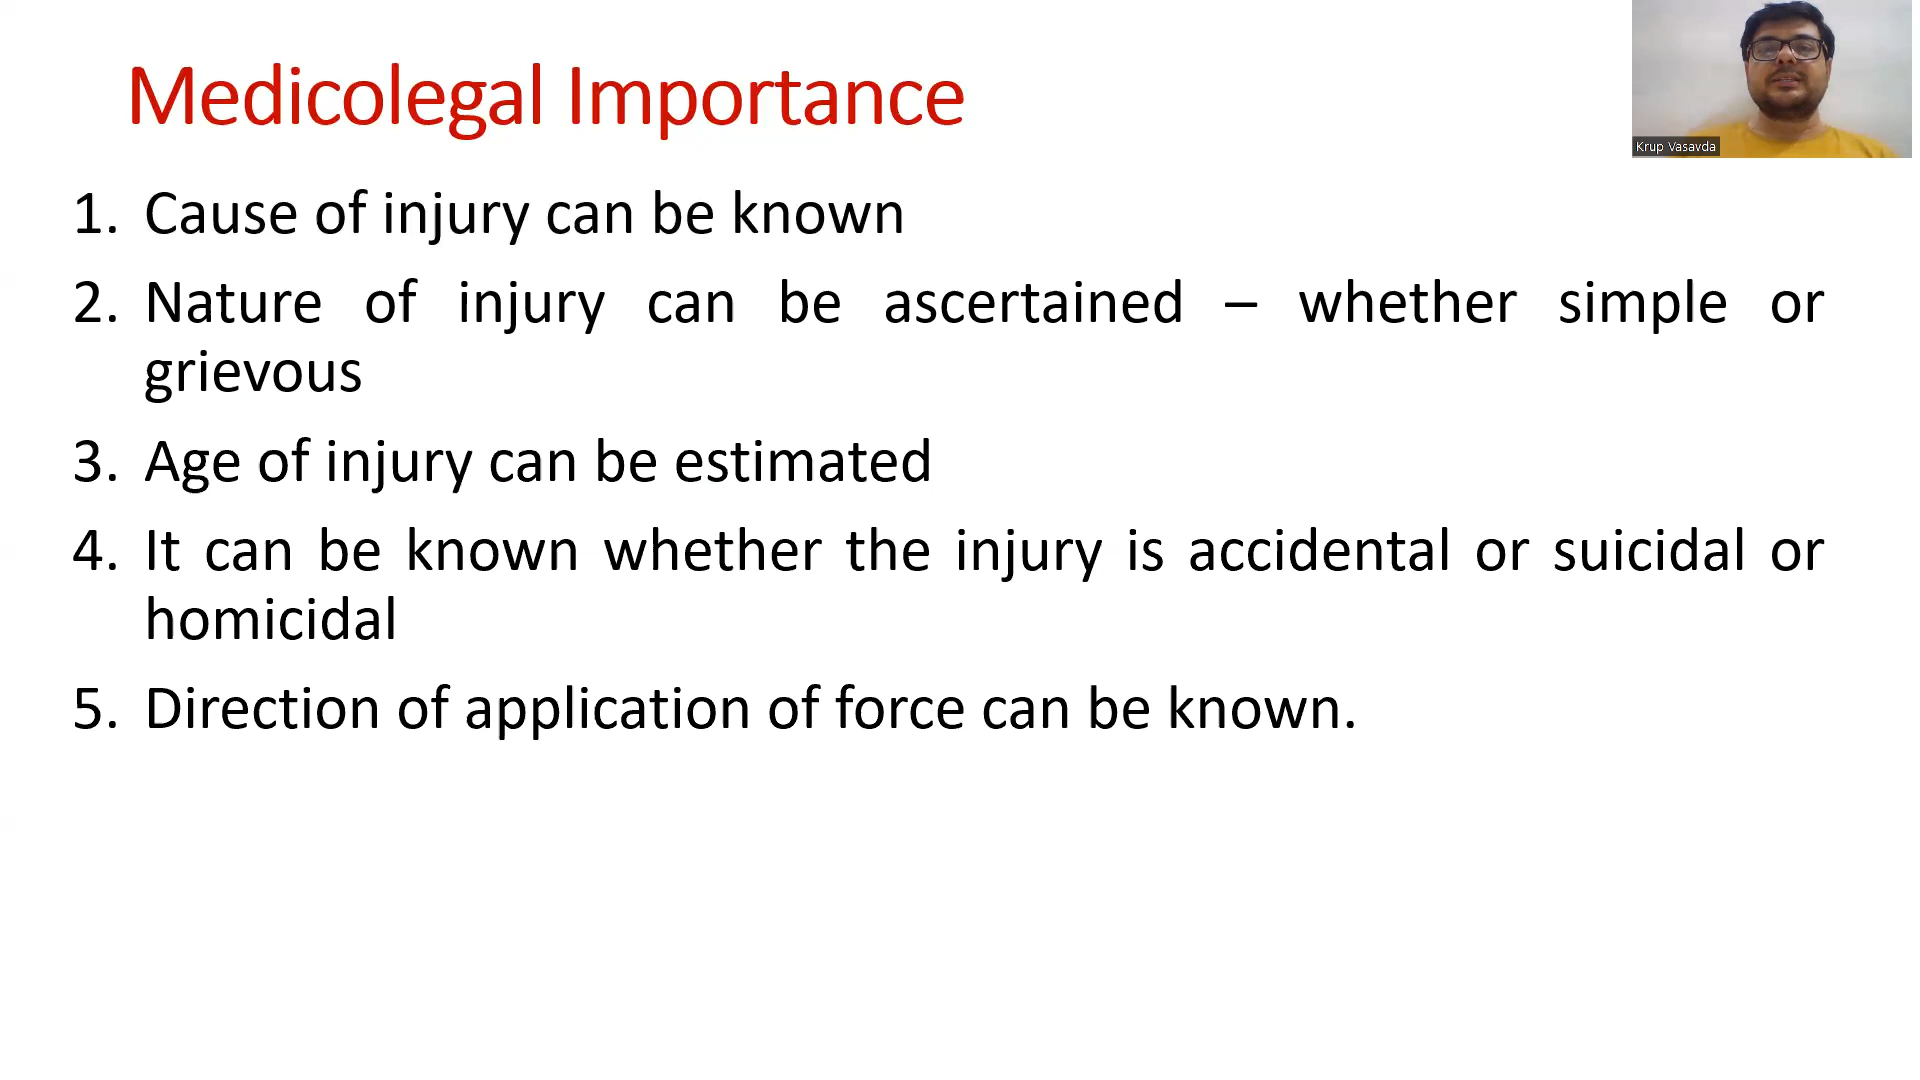 Medicolegal Importance
Krup Vasavda
1. Cause of injury can be known
2. Nature of injury can be ascertained – whether simple or
grievous
3. Age of injury can be estimated
4. It can be known whether the injury is accidental or suicidal or
homicidal
5. Direction of application of force can be known.